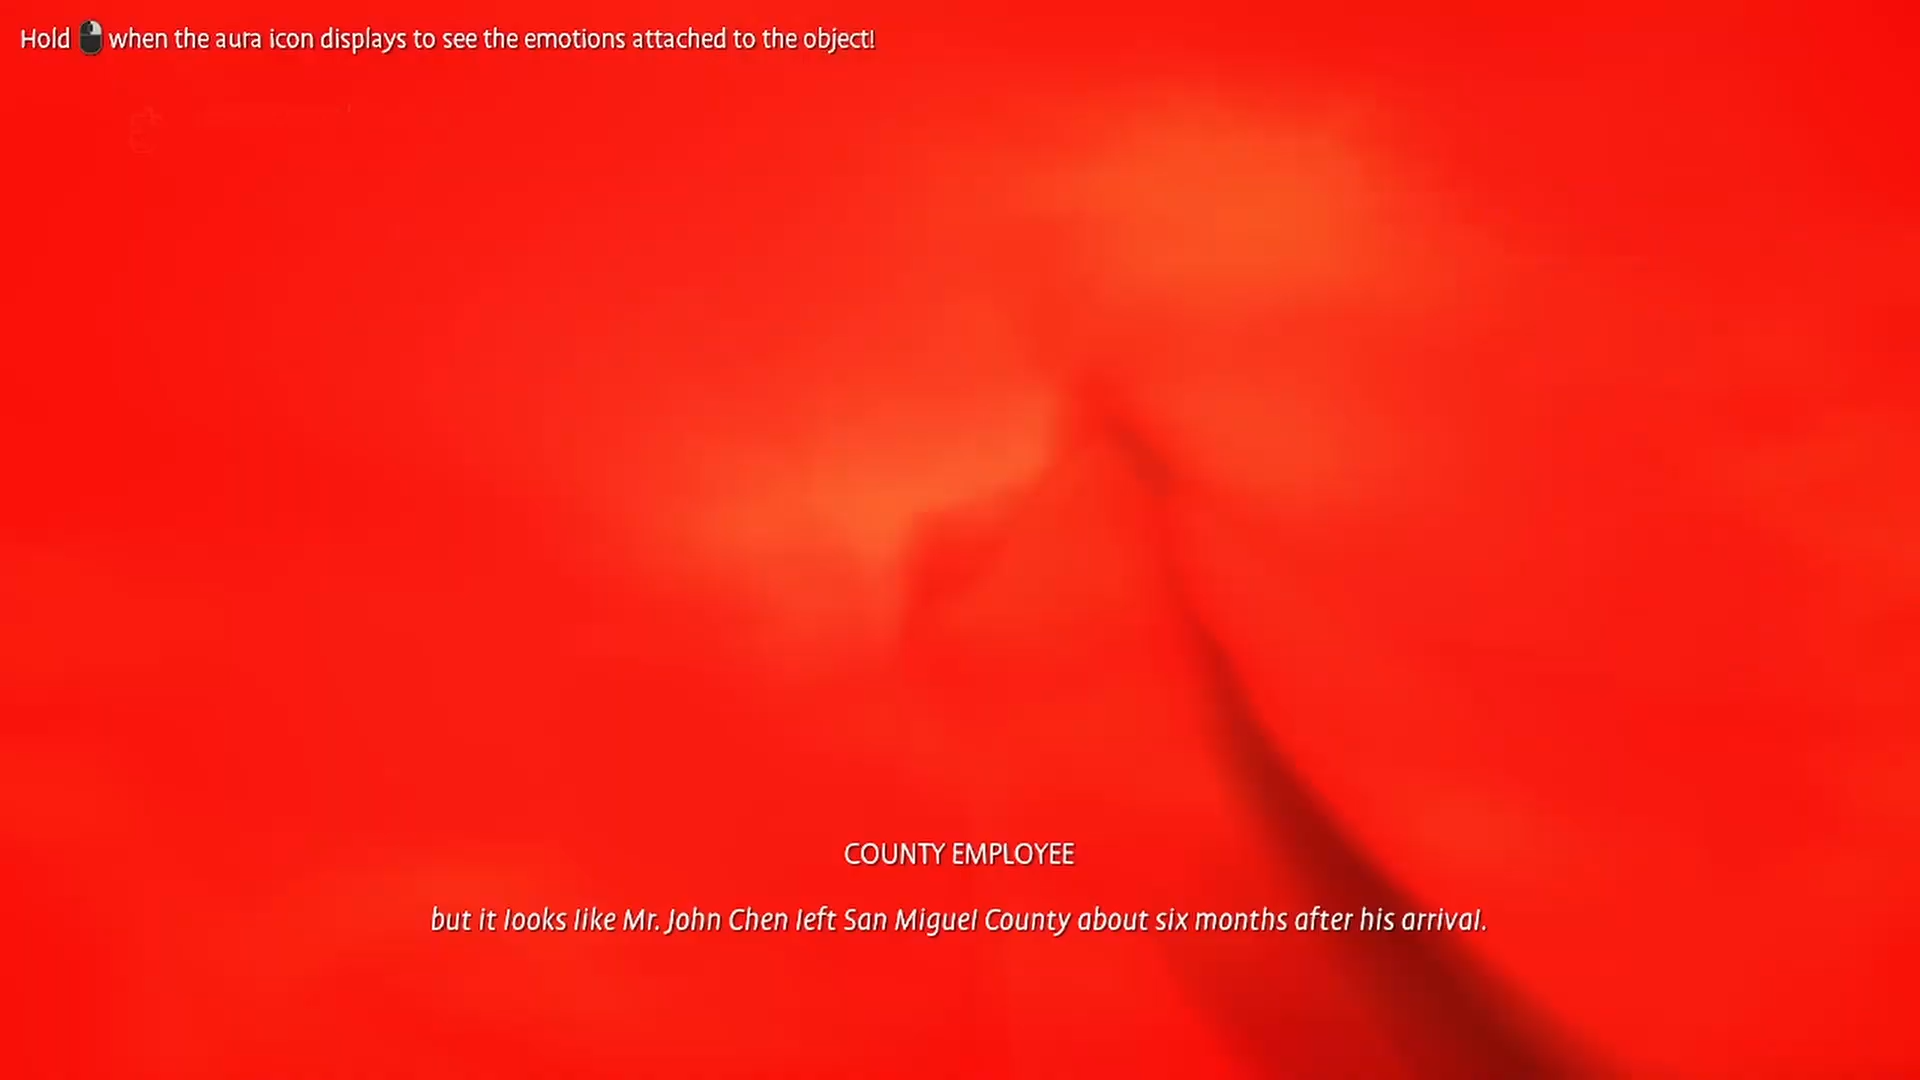 Hold when the aura icon displays to see the emotions attached to the object!
COUNTY EMPLOYEE
but it looks like Mr. John Chen left San Miguel County about six months after his arrival.